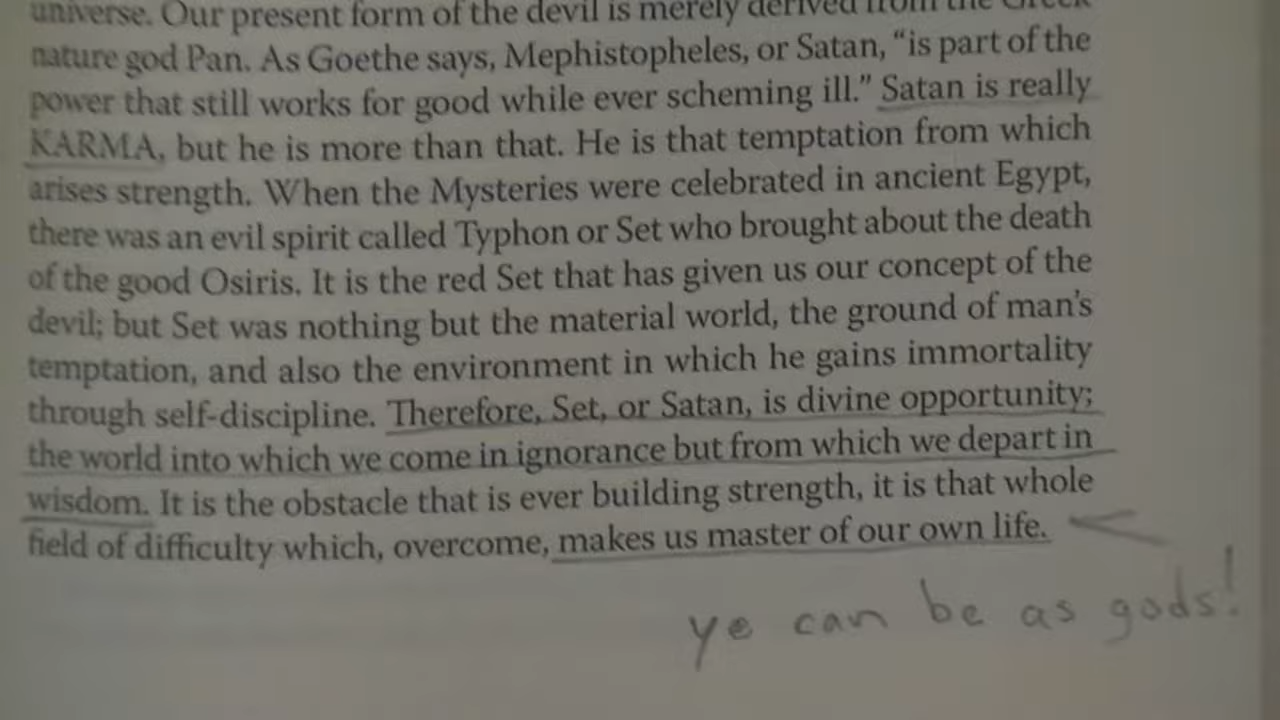 universe. Our present form of the devil is merely derived from the Greek
nature god Pan. As Goethe says, Mephistopheles, or Satan, “is part of the
power that still works for good while ever scheming ill.” Satan is really
KARMA, but he is more than that. He is that temptation from which
arises strength. When the Mysteries were celebrated in ancient Egypt,
there was an evil spirit called Typhon or Set who brought about the death
of the good Osiris. It is the red Set that has given us our concept of the
devil; but Set was nothing but the material world, the ground of man’s
temptation, and also the environment in which he gains immortality
through self-discipline. Therefore, Set, or Satan, is divine opportunity;
the world into which we come in ignorance but from which we depart in
wisdom. It is the obstacle that is ever building strength, it is that whole
field of difficulty which, overcome, makes us master of our own life.
ye can be as gods!